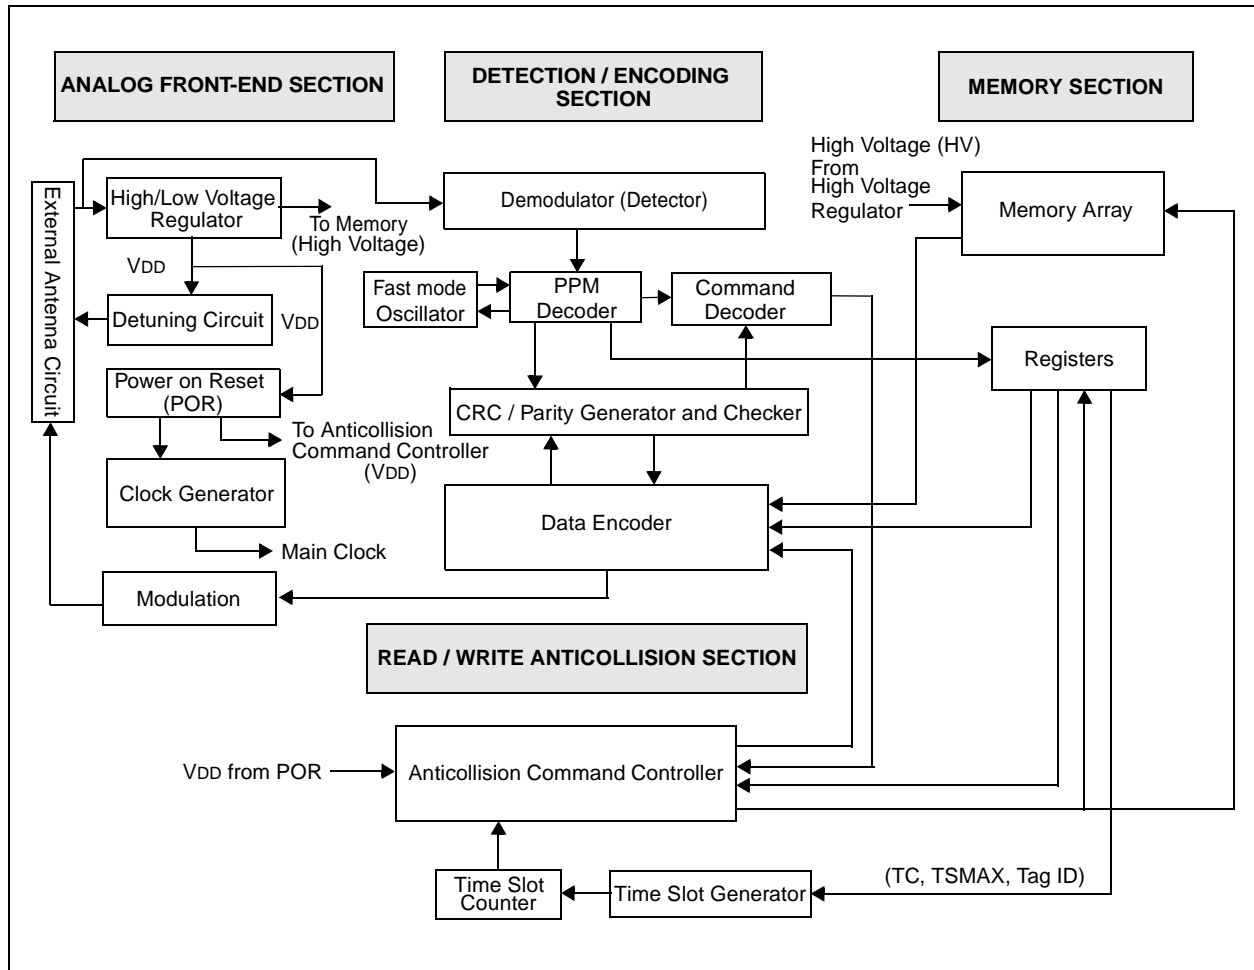 ANALOG FRONT-END SECTION
DETECTION / ENCODING
SECTION
MEMORY SECTION
External Antenna Circuit
High/Low Voltage
Regulator
To Memory
(High Voltage)
VDD
Detuning Circuit
VDD
Power on Reset
(POR)
To Anticollision
Command Controller
(VDD)
Clock Generator
Main Clock
Modulation
Demodulator (Detector)
Fast mode
Oscillator
PPM
Decoder
Command
Decoder
CRC / Parity Generator and Checker
Data Encoder
High Voltage (HV)
From
High Voltage
Regulator
Memory Array
Registers
READ / WRITE ANTICOLLISION SECTION
VDD from POR
Anticollision Command Controller
Time Slot
Counter
Time Slot Generator
(TC, TSMAX, Tag ID)